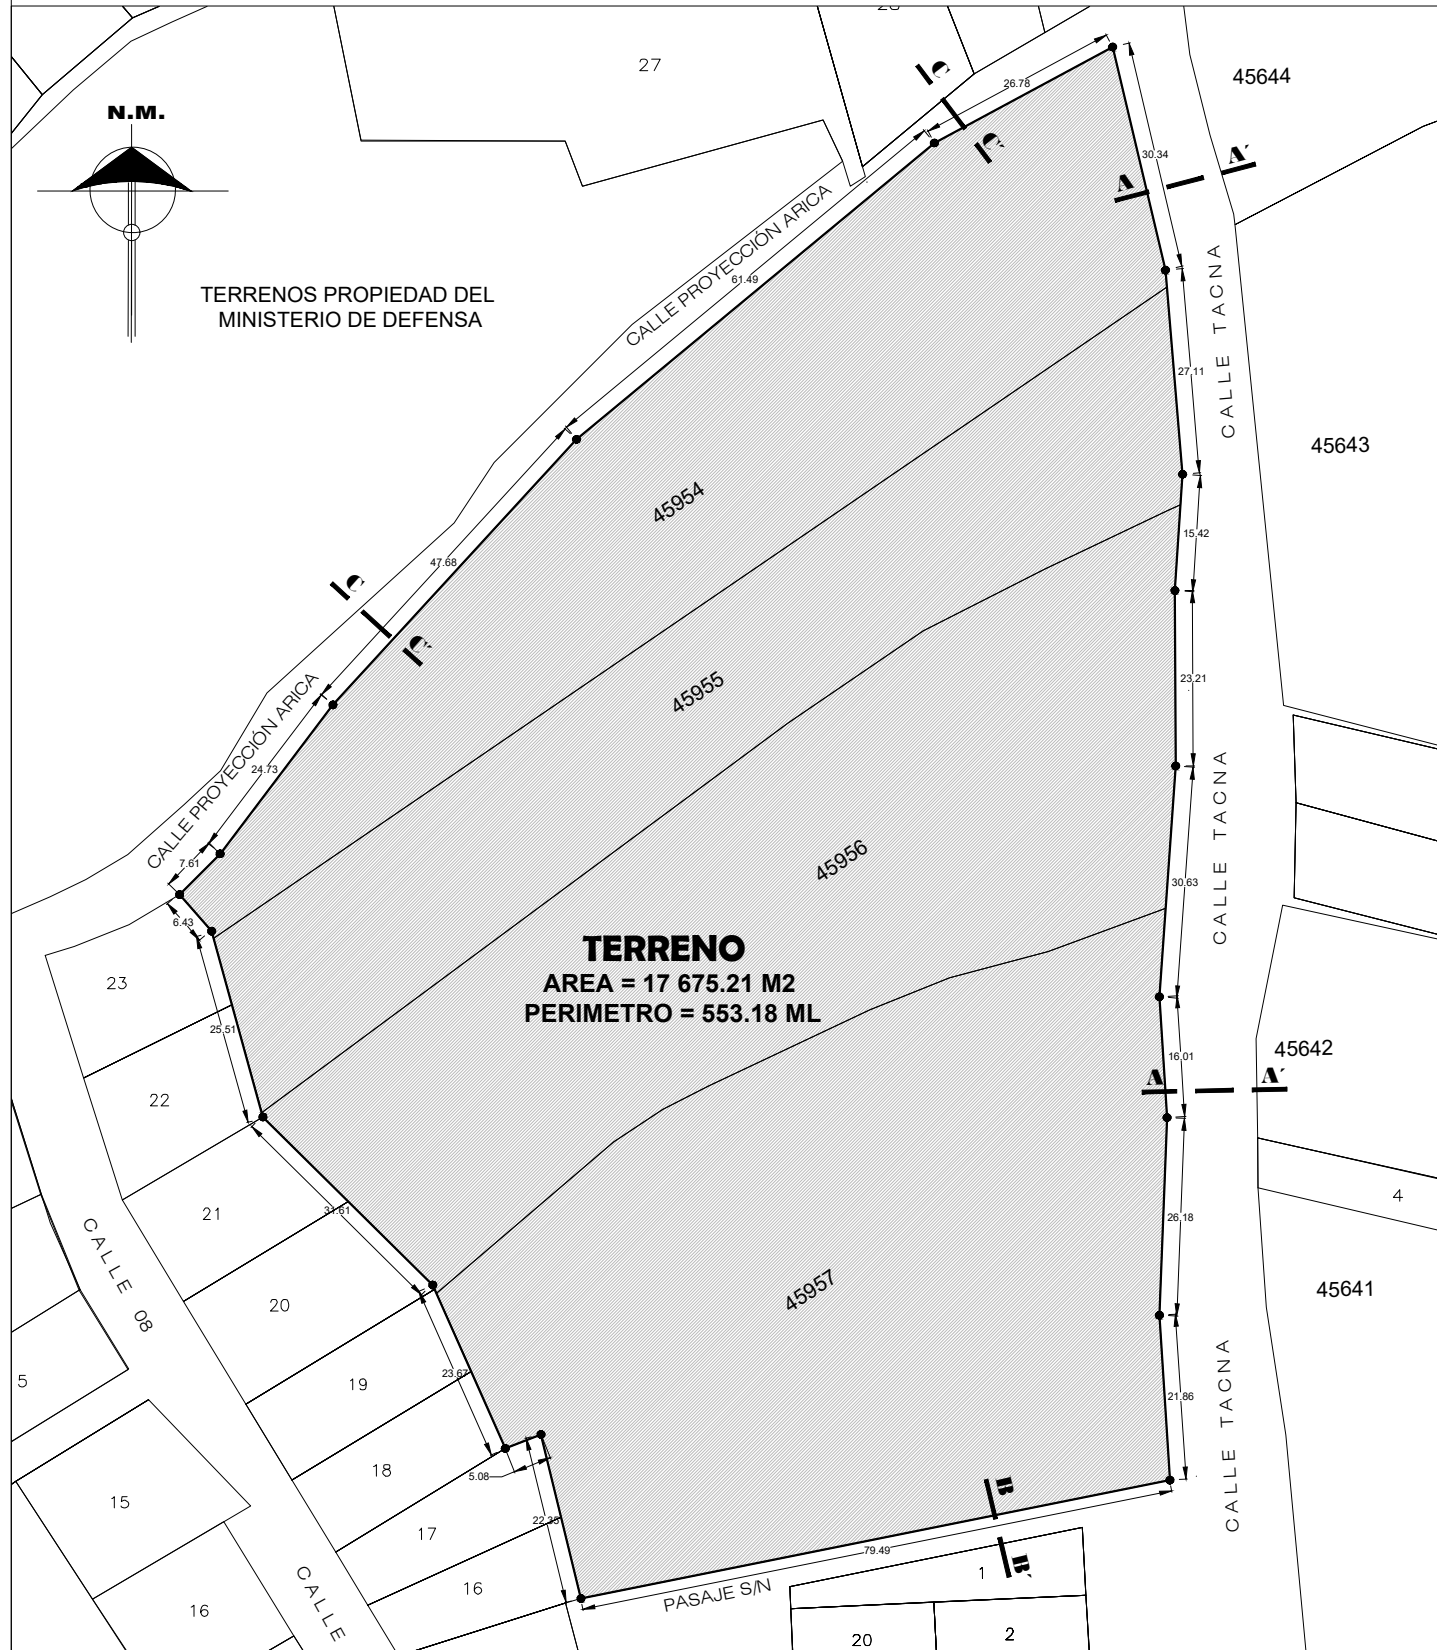 27
45644
N.M.
C
C'
26.78
30.34
A
A´
TERRENOS PROPIEDAD DEL
MINISTERIO DE DEFENSA
CALLE PROYECCIÓN ARICA
61.49
CALLE TACNA
27.11
45643
45954
15.42
47.68
C
C'
45955
23.21
CALLE PROYECCIÓN ARICA
24.73
CALLE TACNA
7.61
45956
30.63
6.43
TERRENO
AREA = 17 675.21 M2
PERIMETRO = 553.18 ML
23
25.51
16.01
45642
A
A´
22
21
31.61
26.18
4
CALLE 08
20
45957
45641
5
19
23.67
21.86
CALLE TACNA
18
5.08
15
17
22.35
B
79.49
B'
16
PASAJE S/N
1
16
CALLE
20
2